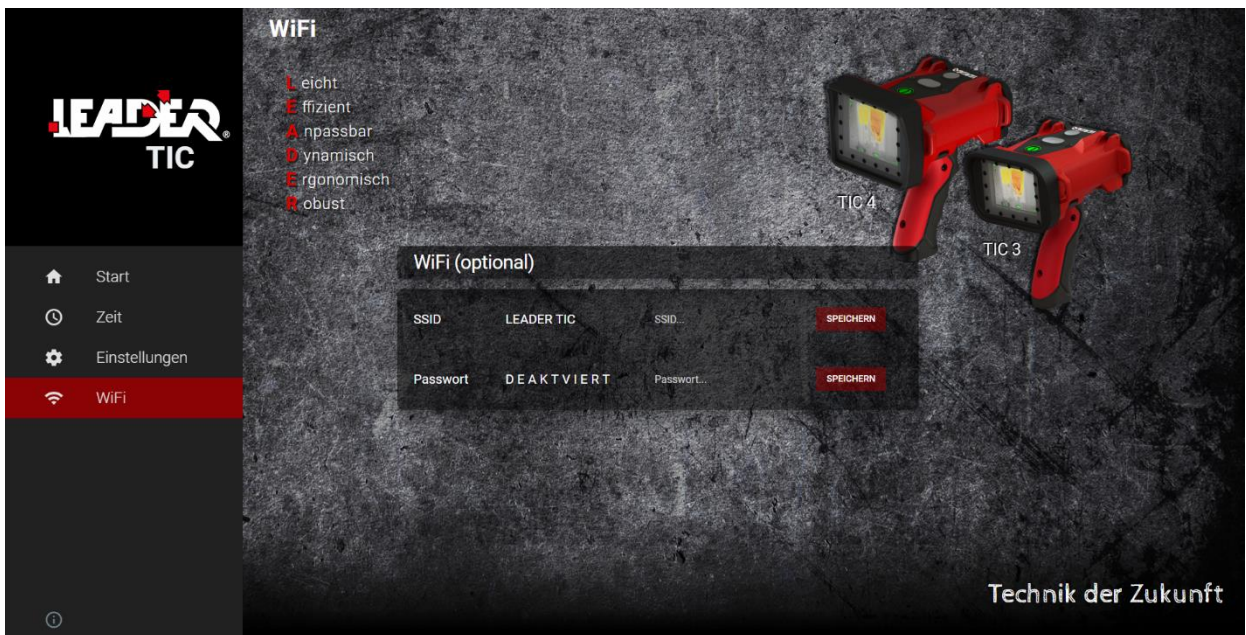 LEADER®
TIC
Start
Zeit
Einstellungen
WiFi
WiFi
Leicht
Effizient
Anpassbar
Dynamisch
Ergonomisch
Robust
TIC 4
TIC 3
WiFi (optional)
SSID LEADER TIC SSID... SPEICHERN
Passwort DEAKTVIERT Passwort... SPEICHERN
Technik der Zukunft